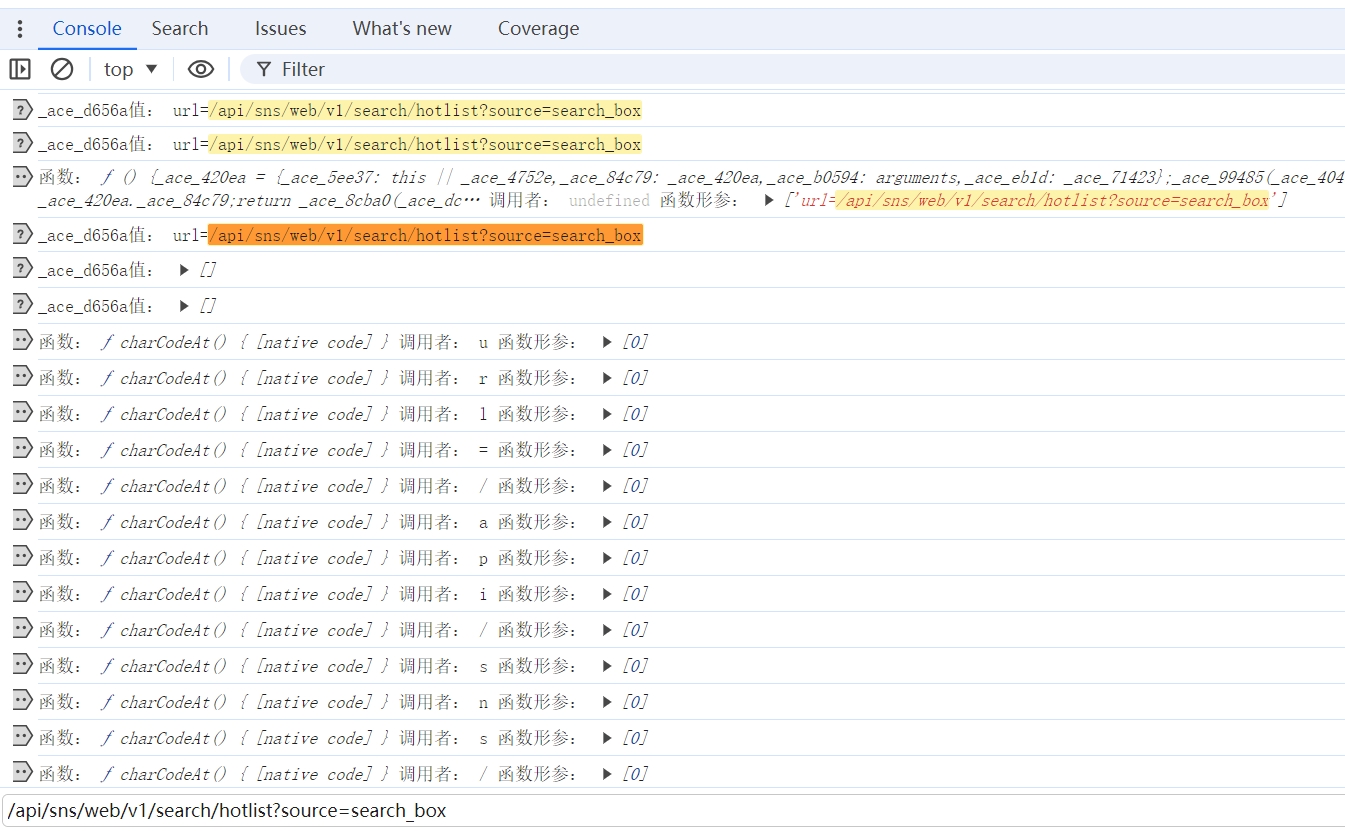 Console Search Issues What's new Coverage
top ▼ Filter
_ace_d656a值： url=/api/sns/web/v1/search/hotlist?source=search_box
_ace_d656a值： url=/api/sns/web/v1/search/hotlist?source=search_box
函数： ƒ () {_ace_420ea = {_ace_5ee37: this // _ace_4752e,_ace_84c79: _ace_420ea,_ace_b0594: arguments,_ace_eb1d: _ace_71423};_ace_99485(_ace_404
_ace_420ea._ace_84c79;return _ace_8cba0(_ace_dc… 调用者： undefined 函数形参： ▶ ['url=/api/sns/web/v1/search/hotlist?source=search_box']
_ace_d656a值： url=/api/sns/web/v1/search/hotlist?source=search_box
_ace_d656a值： ▶ []
_ace_d656a值： ▶ []
函数： ƒ charCodeAt() { [native code] } 调用者： u 函数形参： ▶ [0]
函数： ƒ charCodeAt() { [native code] } 调用者： r 函数形参： ▶ [0]
函数： ƒ charCodeAt() { [native code] } 调用者： l 函数形参： ▶ [0]
函数： ƒ charCodeAt() { [native code] } 调用者： = 函数形参： ▶ [0]
函数： ƒ charCodeAt() { [native code] } 调用者： / 函数形参： ▶ [0]
函数： ƒ charCodeAt() { [native code] } 调用者： a 函数形参： ▶ [0]
函数： ƒ charCodeAt() { [native code] } 调用者： p 函数形参： ▶ [0]
函数： ƒ charCodeAt() { [native code] } 调用者： i 函数形参： ▶ [0]
函数： ƒ charCodeAt() { [native code] } 调用者： / 函数形参： ▶ [0]
函数： ƒ charCodeAt() { [native code] } 调用者： s 函数形参： ▶ [0]
函数： ƒ charCodeAt() { [native code] } 调用者： n 函数形参： ▶ [0]
函数： ƒ charCodeAt() { [native code] } 调用者： s 函数形参： ▶ [0]
函数： ƒ charCodeAt() { [native code] } 调用者： / 函数形参： ▶ [0]
/api/sns/web/v1/search/hotlist?source=search_box